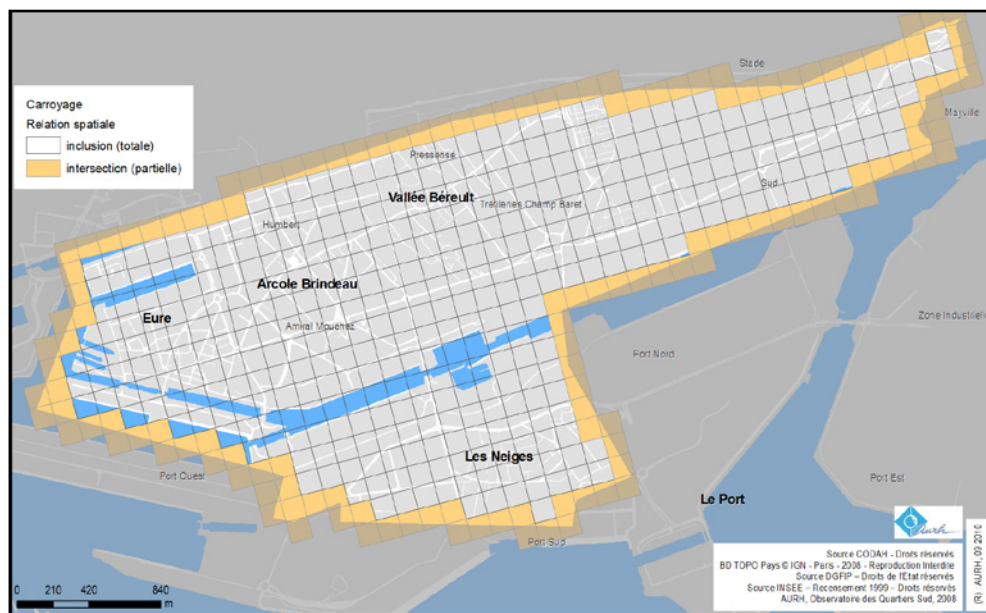 Carroyage
Relation spatiale
inclusion (totale)
intersection (partielle)
Stade
Mayville
Pressensé
Vallée Béreult
Sud
Tréfileries Champ Baret
Humbert
Arcole Brindeau
Eure
Amiral Mouchez
Zone Industrielle
Port Nord
Les Neiges
Port Ouest
Le Port
Port Est
Port Sud
aurh
Source CODAH - Droits réservés
BD TOPO Pays © IGN - Paris - 2008 - Reproduction Interdite
Source DGFIP – Droits de l'Etat réservés
Source INSEE – Recensement 1999 – Droits réservés
AURH, Observatoire des Quartiers Sud, 2008
(R) AURH, 09 2010
0 210 420 840
m